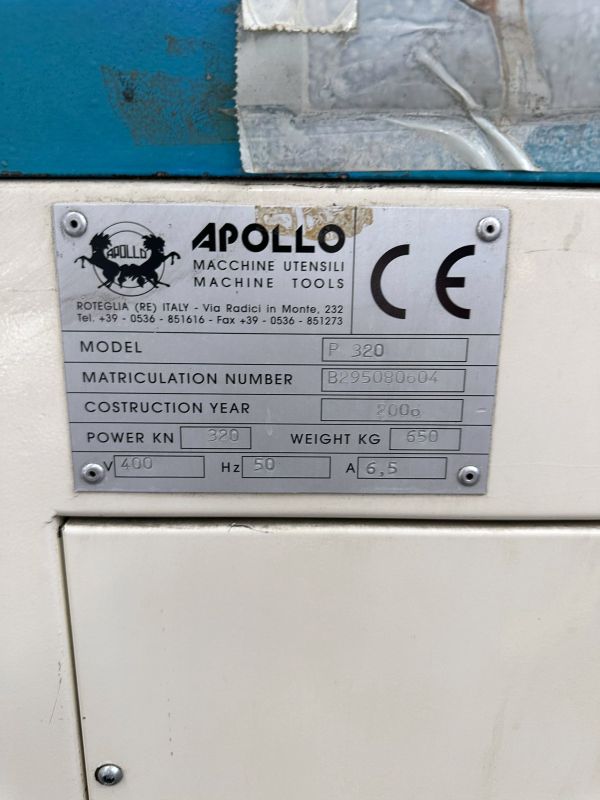 APOLLO
APOLLO
MACCHINE UTENSILI
MACHINE TOOLS
CE
ROTEGLIA (RE) ITALY - Via Radici in Monte, 232
Tel. +39 - 0536 - 851616 - Fax +39 - 0536 - 851273
MODEL P 320
MATRICULATION NUMBER B295080604
COSTRUCTION YEAR 2006
POWER KN 320 WEIGHT KG 650
V 400 Hz 50 A 6,5